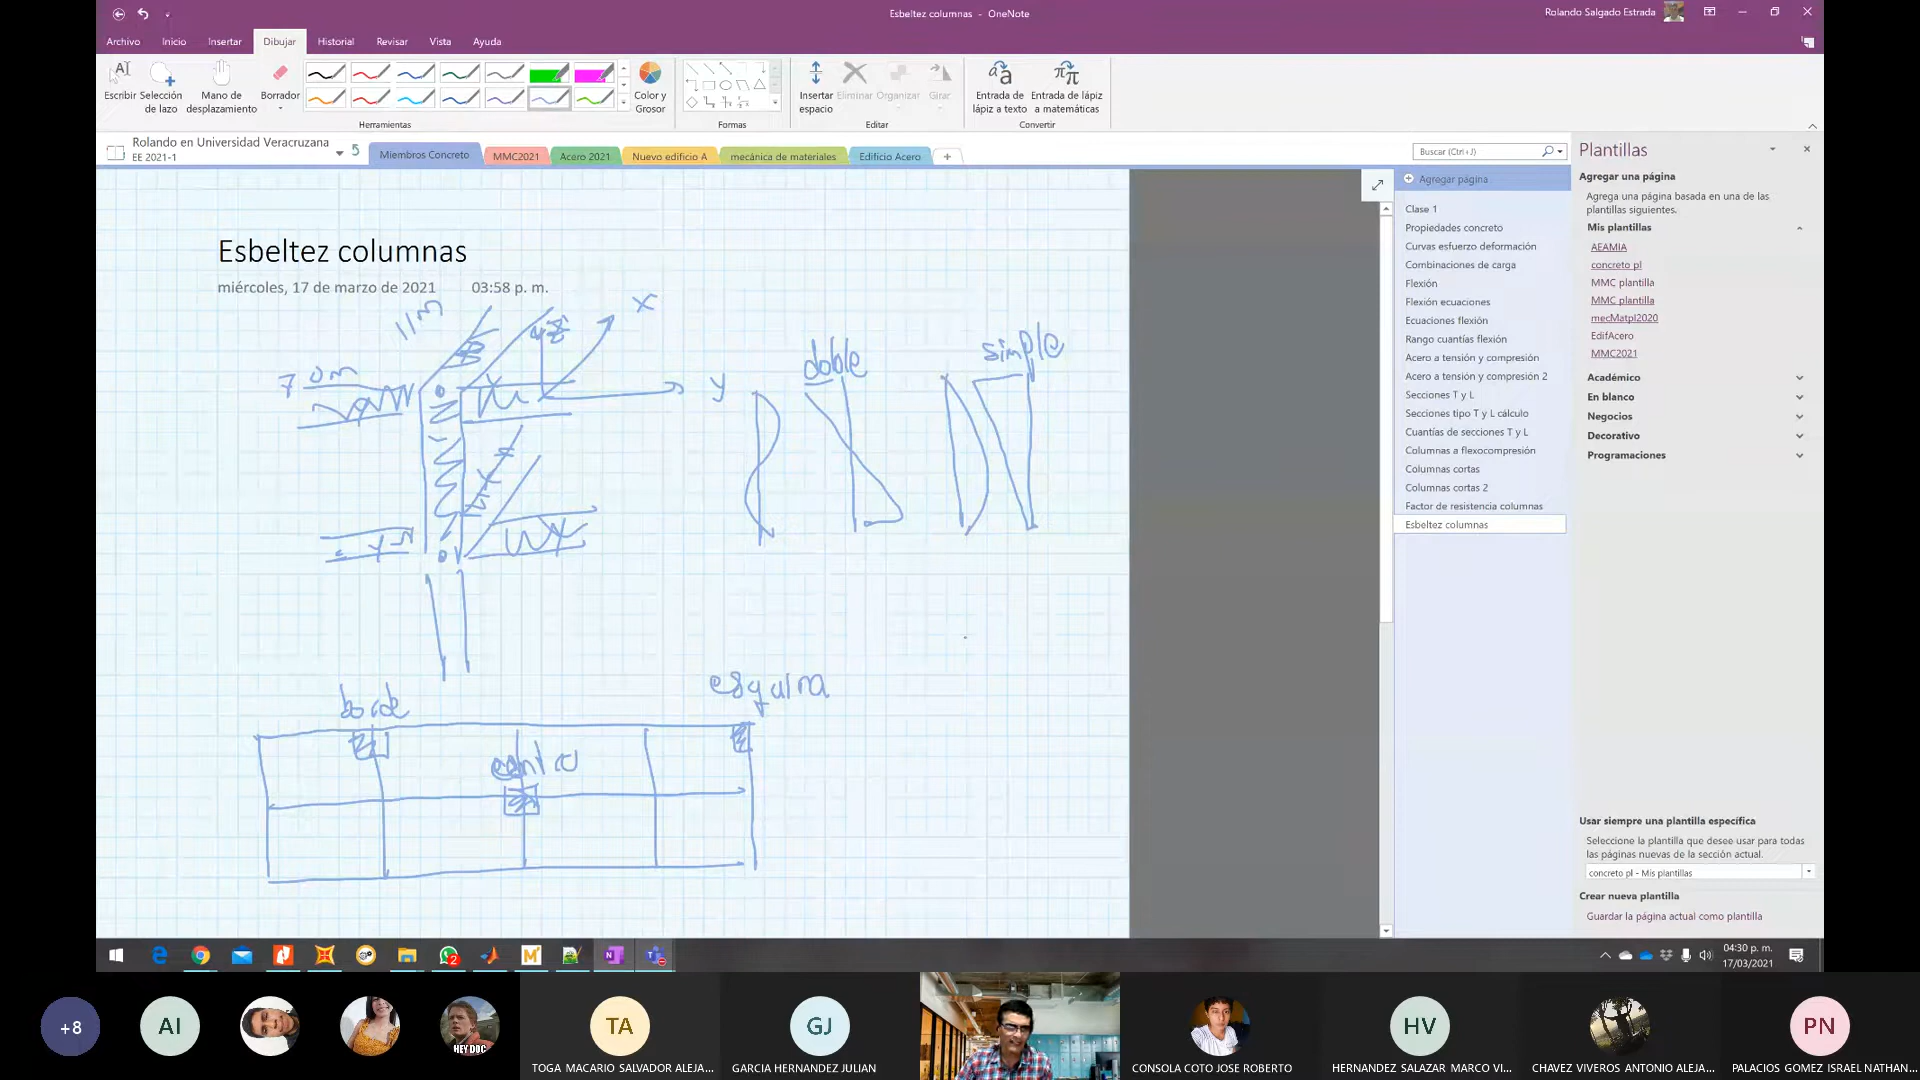 Esbeltez columnas - OneNote
Rolando Salgado Estrada
Archivo
Inicio
Insertar
Dibujar
Historial
Revisar
Vista
Ayuda
Escribir
Selección de lazo
Mano de desplazamiento
Borrador
Color y Grosor
Insertar espacio
Eliminar
Organizar
Girar
Entrada de lápiz a texto
Entrada de lápiz a matemáticas
Herramientas
Formas
Editar
Convertir
Rolando en Universidad Veracruzana
EE 2021-1
Miembros Concreto
MMC2021
Acero 2021
Nuevo edificio A
mecánica de materiales
Edificio Acero
Buscar (Ctrl+J)
Esbeltez columnas
miércoles, 17 de marzo de 2021
03:58 p. m.
11m
x
y
doble
simple
borde
centro
esquina
Agregar página
Clase 1
Propiedades concreto
Curvas esfuerzo deformación
Combinaciones de carga
Flexión
Flexión ecuaciones
Ecuaciones flexión
Rango cuantías flexión
Acero a tensión y compresión
Acero a tensión y compresión 2
Secciones T y L
Secciones tipo T y L cálculo
Cuantías de secciones T y L
Columnas a flexocompresión
Columnas cortas
Columnas cortas 2
Factor de resistencia columnas
Esbeltez columnas
Plantillas
Agregar una página
Agrega una página basada en una de las
plantillas siguientes.
Mis plantillas
AEAMIA
concreto pl
MMC plantilla
MMC plantilla
mecMatpl2020
EdifAcero
MMC2021
Académico
En blanco
Negocios
Decorativo
Programaciones
Usar siempre una plantilla específica
Seleccione la plantilla que desee usar para todas
las páginas nuevas de la sección actual.
concreto pl - Mis plantillas
Crear nueva plantilla
Guardar la página actual como plantilla
04:30 p. m.
17/03/2021
+8
AI
HEY DOC
TA
TOGA MACARIO SALVADOR ALEJA...
GJ
GARCIA HERNANDEZ JULIAN
CONSOLA COTO JOSE ROBERTO
HV
HERNANDEZ SALAZAR MARCO VI...
CHAVEZ VIVEROS ANTONIO ALEJA...
PN
PALACIOS GOMEZ ISRAEL NATHAN...